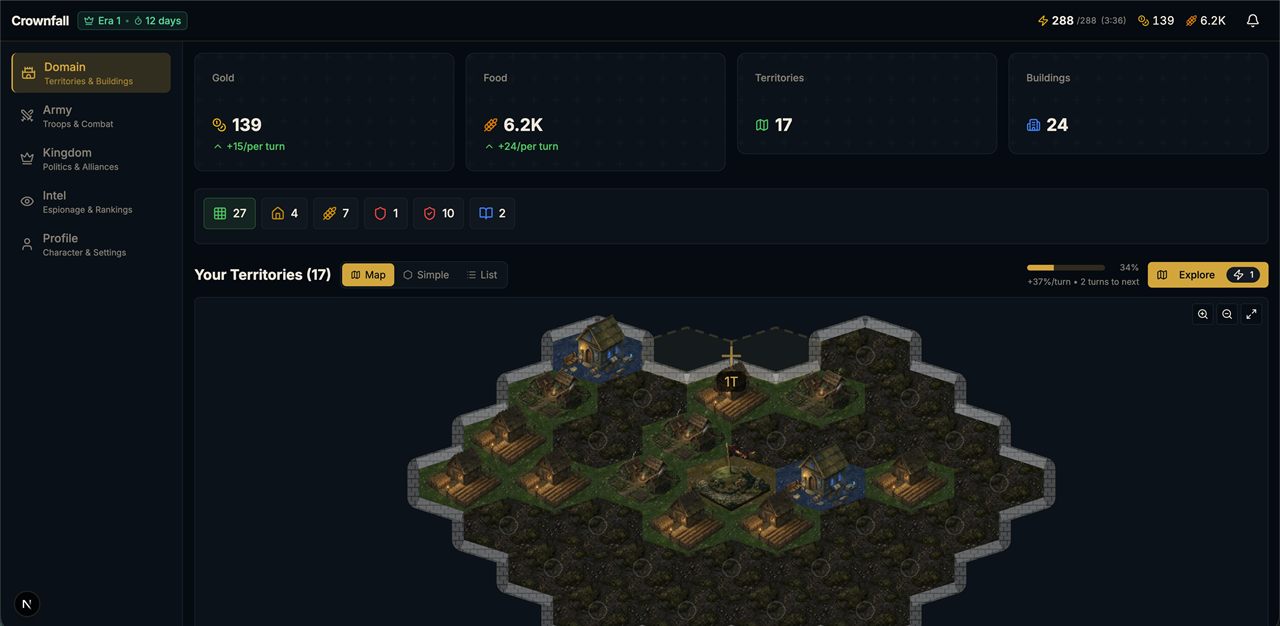 Crownfall
Era 1 • 12 days
288 /288 (3:36)
139
6.2K
Domain
Territories & Buildings
Army
Troops & Combat
Kingdom
Politics & Alliances
Intel
Espionage & Rankings
Profile
Character & Settings
Gold
139
+15/per turn
Food
6.2K
+24/per turn
Territories
17
Buildings
24
27
4
7
1
10
2
Your Territories (17)
Map
Simple
List
34%
+37%/turn • 2 turns to next
Explore
1
1T
N